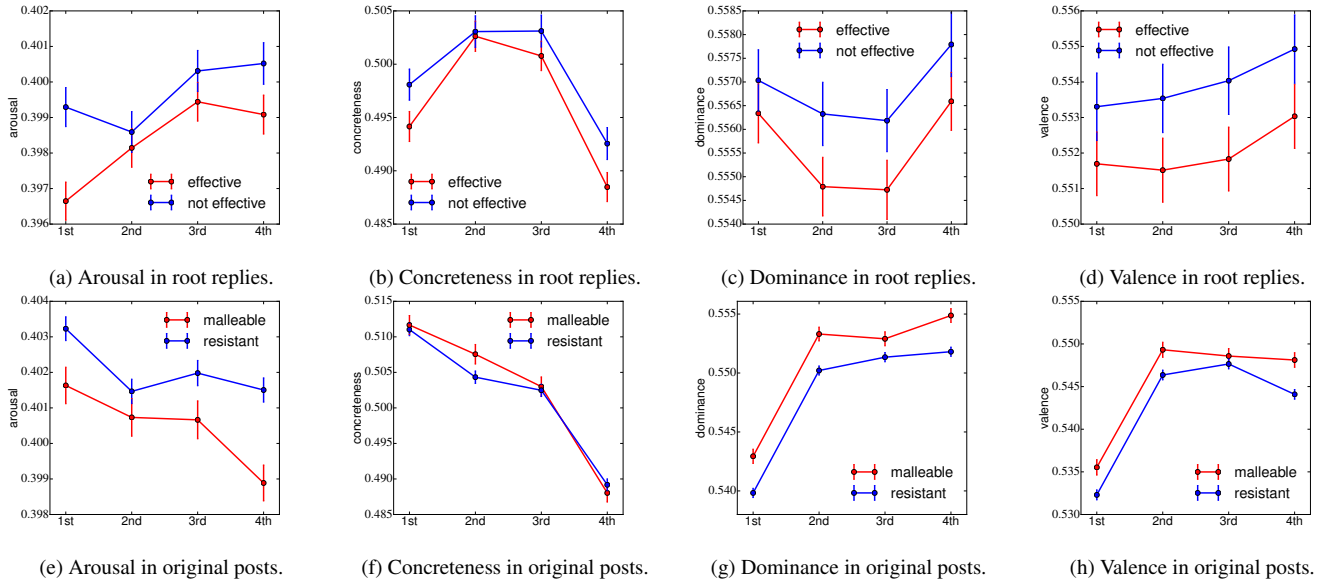 0.402
0.401
0.400
0.399
0.398
0.397
0.396
arousal
effective
not effective
1st 2nd 3rd 4th
0.505
0.500
0.495
0.490
0.485
concreteness
effective
not effective
1st 2nd 3rd 4th
0.5585
0.5580
0.5575
0.5570
0.5565
0.5560
0.5555
0.5550
0.5545
0.5540
dominance
effective
not effective
1st 2nd 3rd 4th
0.556
0.555
0.554
0.553
0.552
0.551
0.550
valence
effective
not effective
1st 2nd 3rd 4th
(a) Arousal in root replies.
(b) Concreteness in root replies.
(c) Dominance in root replies.
(d) Valence in root replies.
0.404
0.403
0.402
0.401
0.400
0.399
0.398
arousal
malleable
resistant
1st 2nd 3rd 4th
0.515
0.510
0.505
0.500
0.495
0.490
0.485
concreteness
malleable
resistant
1st 2nd 3rd 4th
0.555
0.550
0.545
0.540
dominance
malleable
resistant
1st 2nd 3rd 4th
0.555
0.550
0.545
0.540
0.535
0.530
valence
malleable
resistant
1st 2nd 3rd 4th
(e) Arousal in original posts.
(f) Concreteness in original posts.
(g) Dominance in original posts.
(h) Valence in original posts.